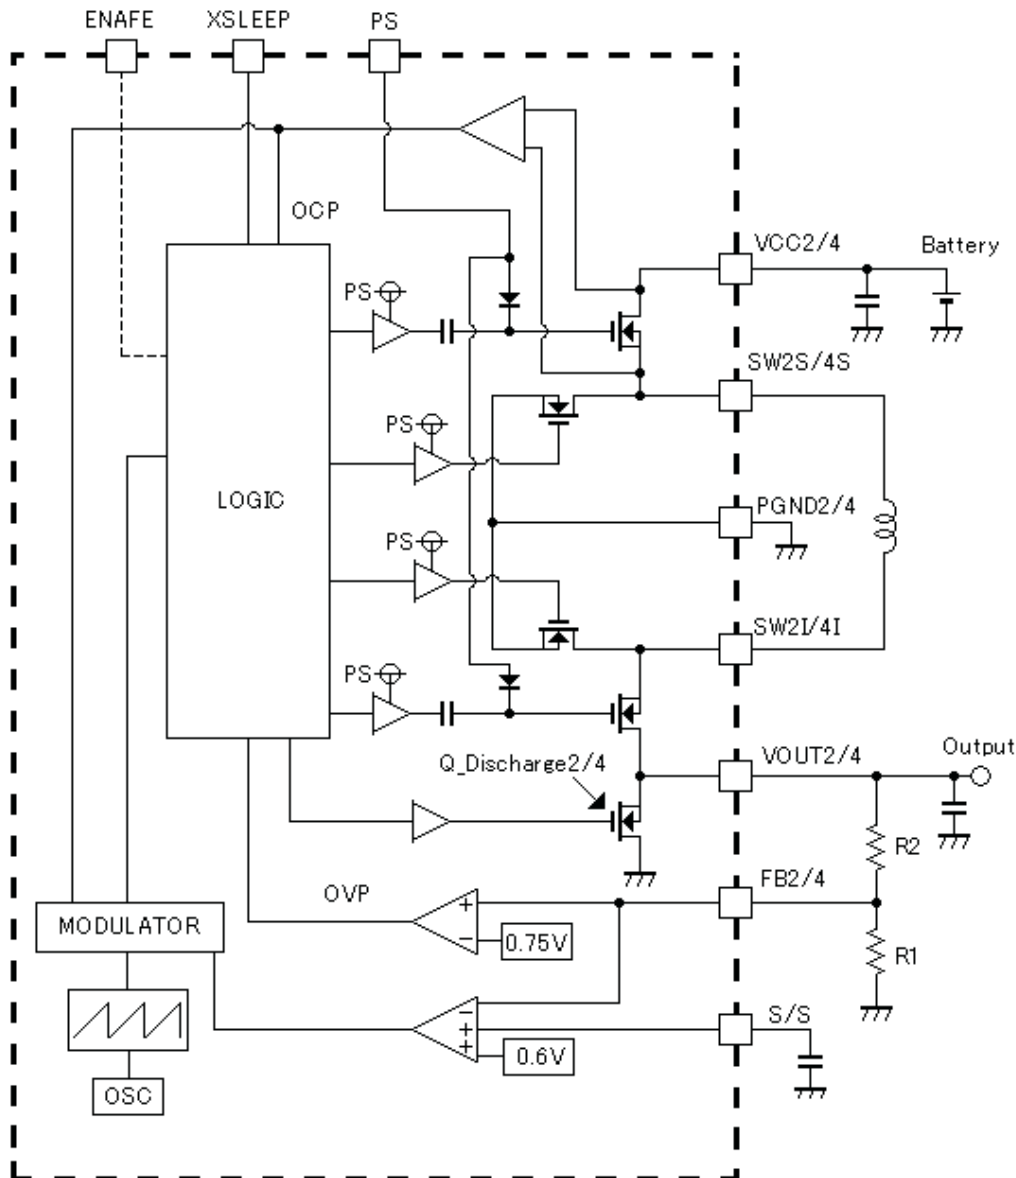 ENAFE XSLEEP PS
OCP
VCC2/4
Battery
PS
SW2S/4S
PS
LOGIC
PGND2/4
PS
SW2I/4I
PS
Q_Discharge2/4
VOUT2/4
Output
R2
OVP
FB2/4
MODULATOR
+
−
0.75V
R1
−
+
+
0.6V
S/S
OSC